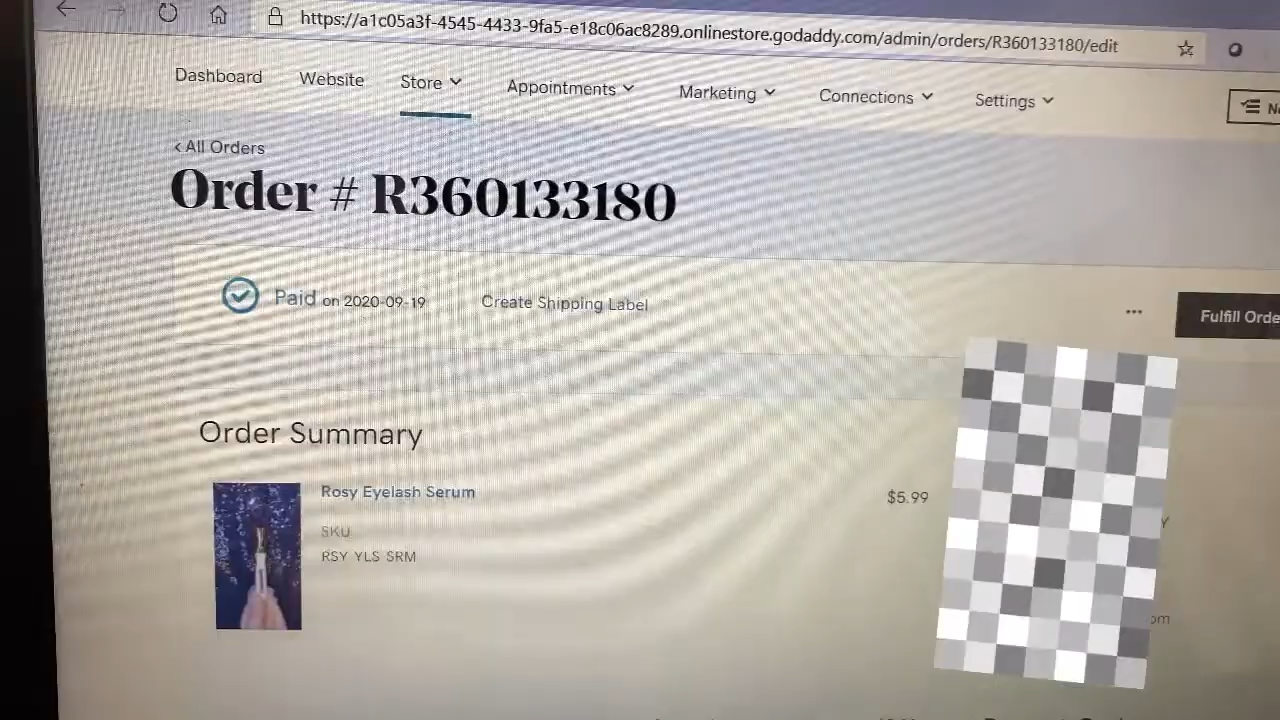 https://a1c05a3f-4545-4433-9fa5-e18c06ac8289.onlinestore.godaddy.com/admin/orders/R360133180/edit
Dashboard Website Store Appointments Marketing Connections Settings
<All Orders
Order # R360133180
Paid on 2020-09-19 Create Shipping Label ... Fulfill Orde
Order Summary
Rosy Eyelash Serum $5.99
SKU
RSY YLS SRM